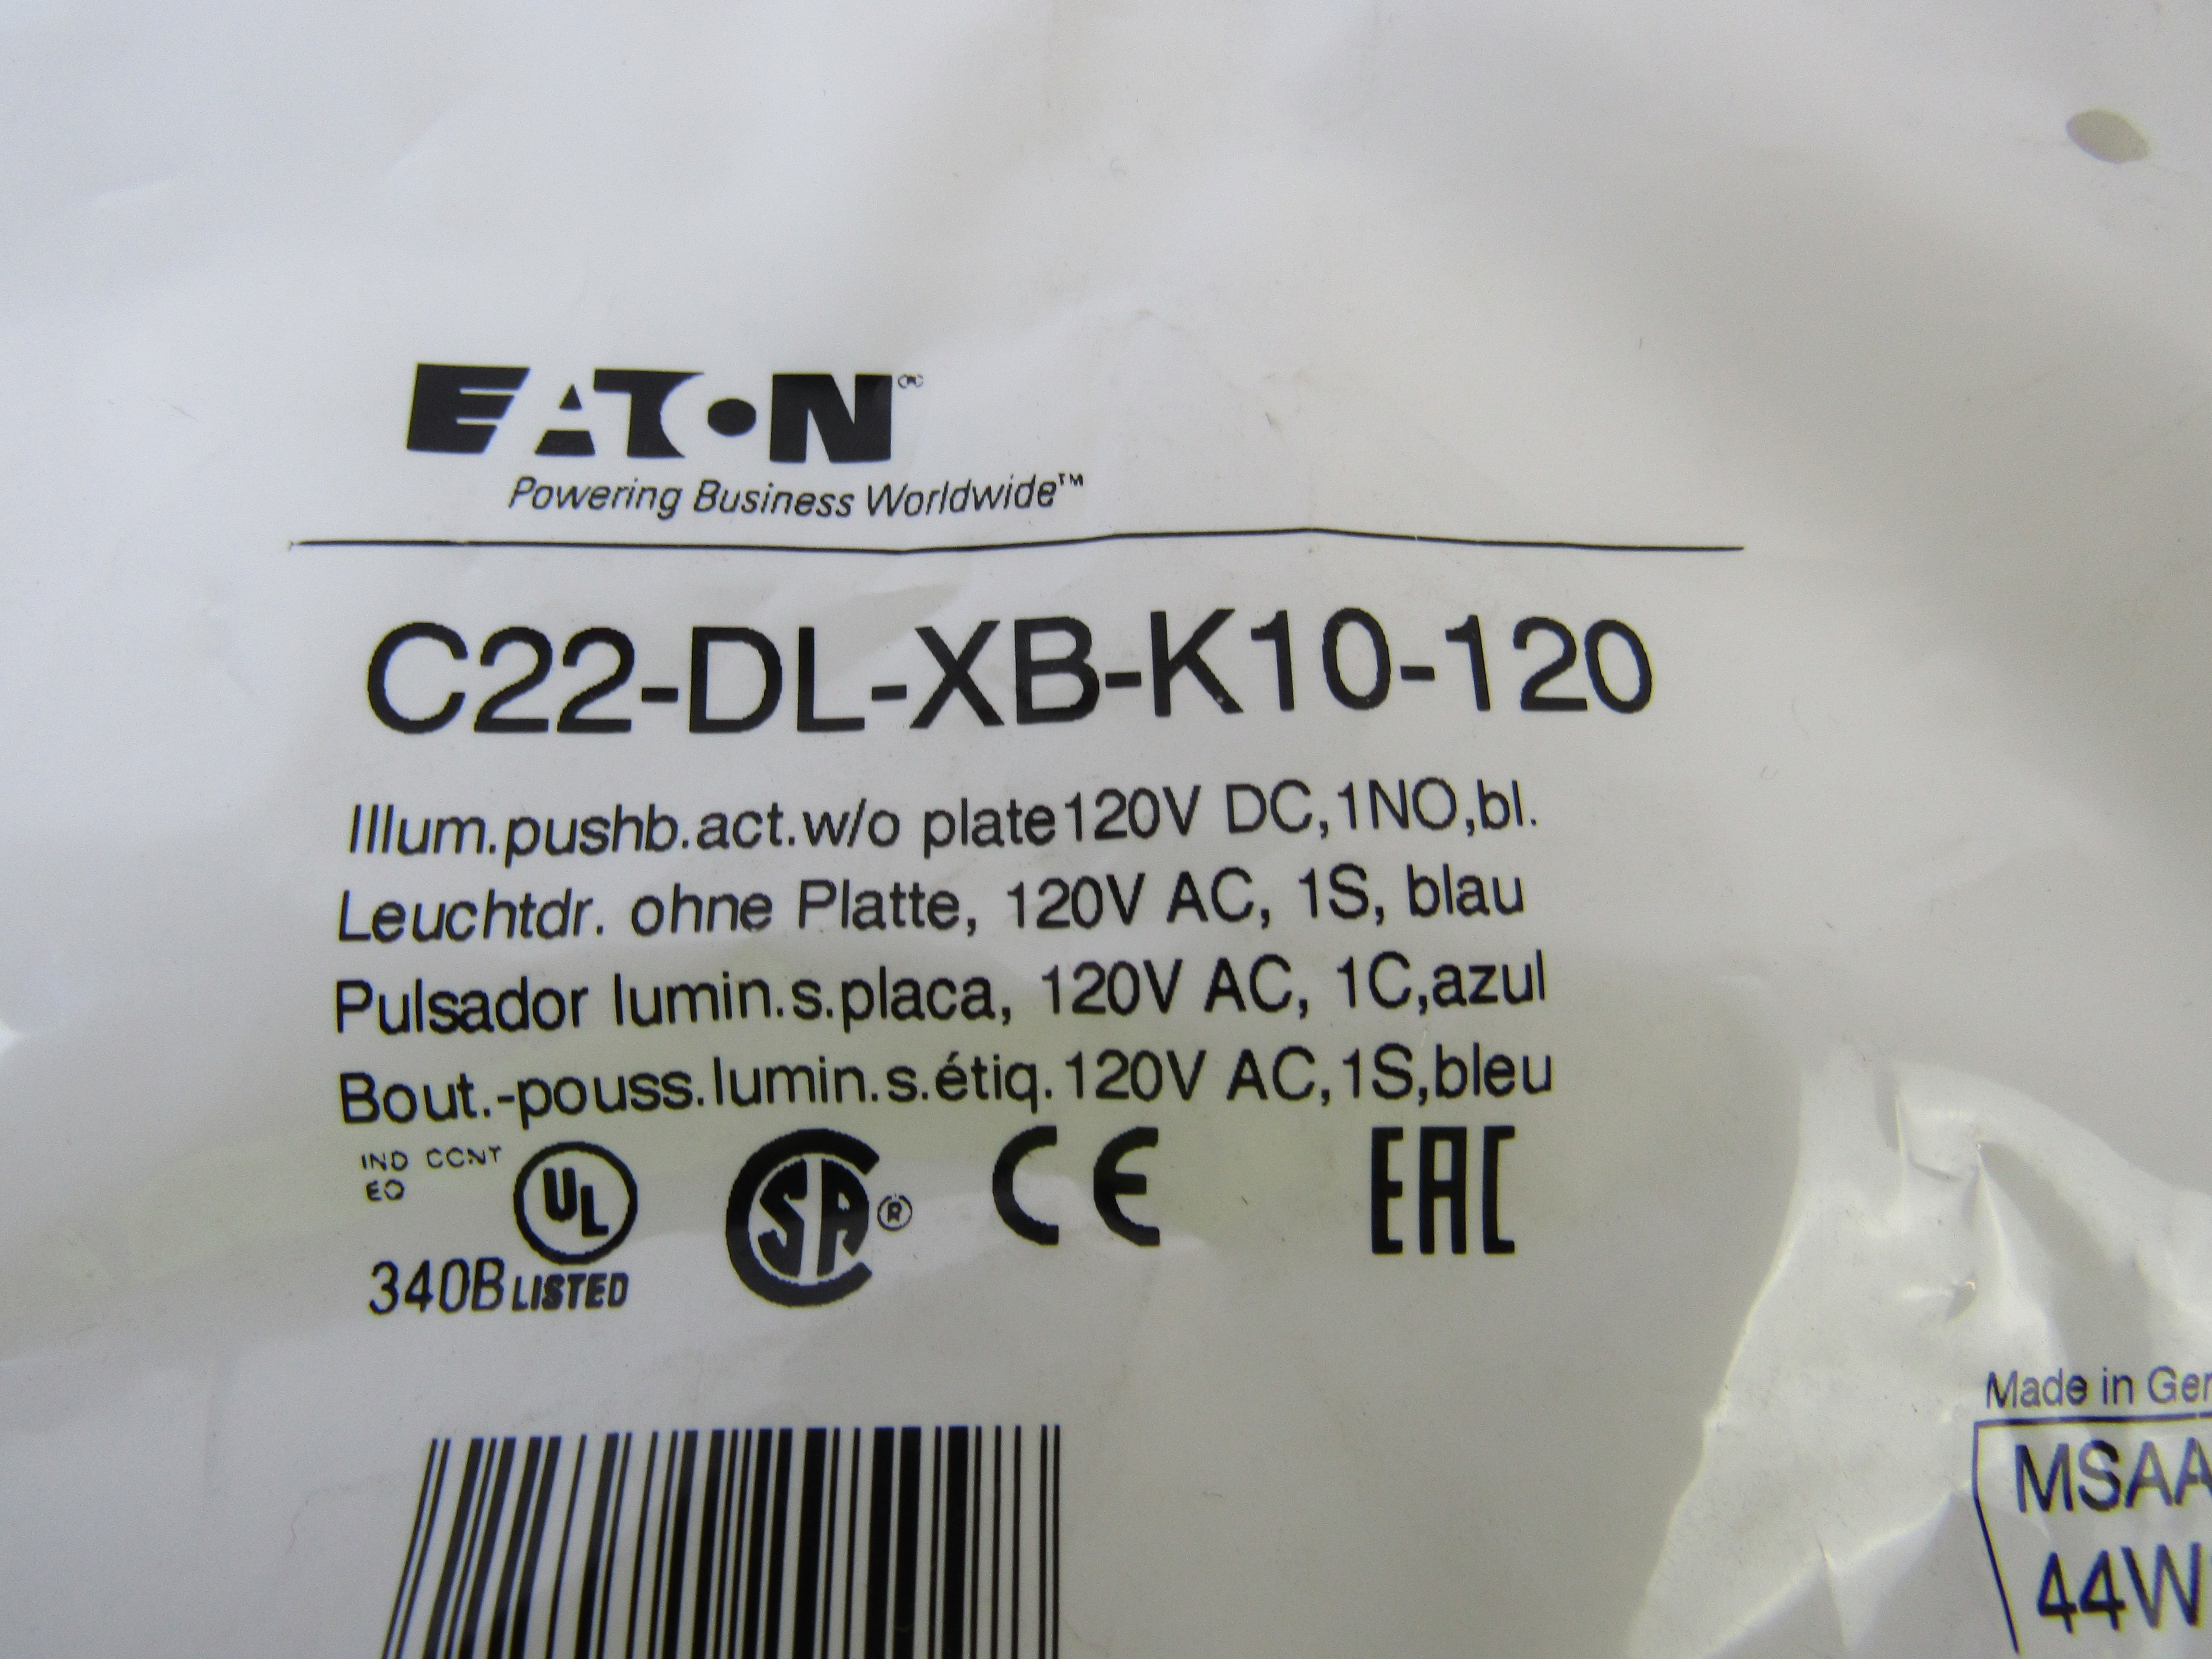 EATON
Powering Business Worldwide™
C22-DL-XB-K10-120
Illum.pushb.act.w/o plate120V DC,1NO,bl.
Leuchtdr. ohne Platte, 120V AC, 1S, blau
Pulsador lumin.s.placa, 120V AC, 1C,azul
Bout.-pouss.lumin.s.étiq.120V AC,1S,bleu
IND CONT
EQ
UL
340B LISTED
SA®
CE
EAC
Made in Ger
MSAA
44W